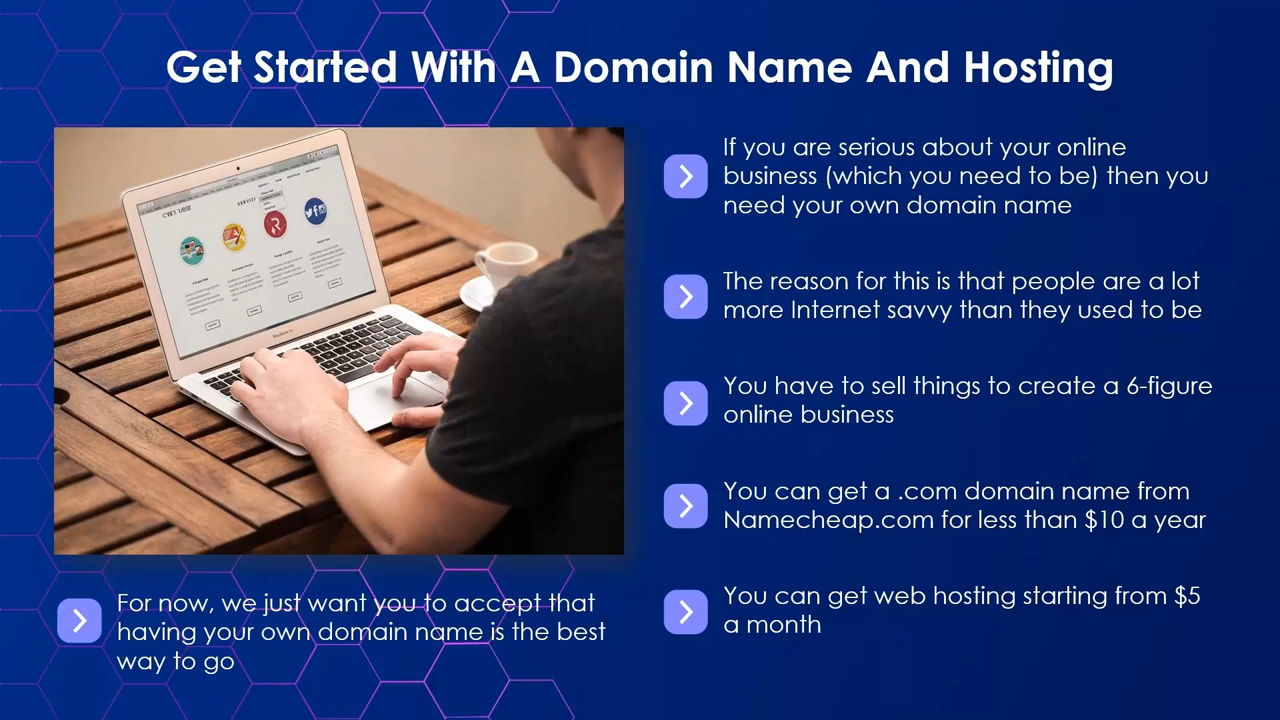 Get Started With A Domain Name And Hosting
If you are serious about your online
business (which you need to be) then you
need your own domain name
The reason for this is that people are a lot
more Internet savvy than they used to be
You have to sell things to create a 6-figure
online business
You can get a .com domain name from
Namecheap.com for less than $10 a year
You can get web hosting starting from $5
a month
For now, we just want you to accept that
having your own domain name is the best
way to go
SERVIZI
MacBook Air